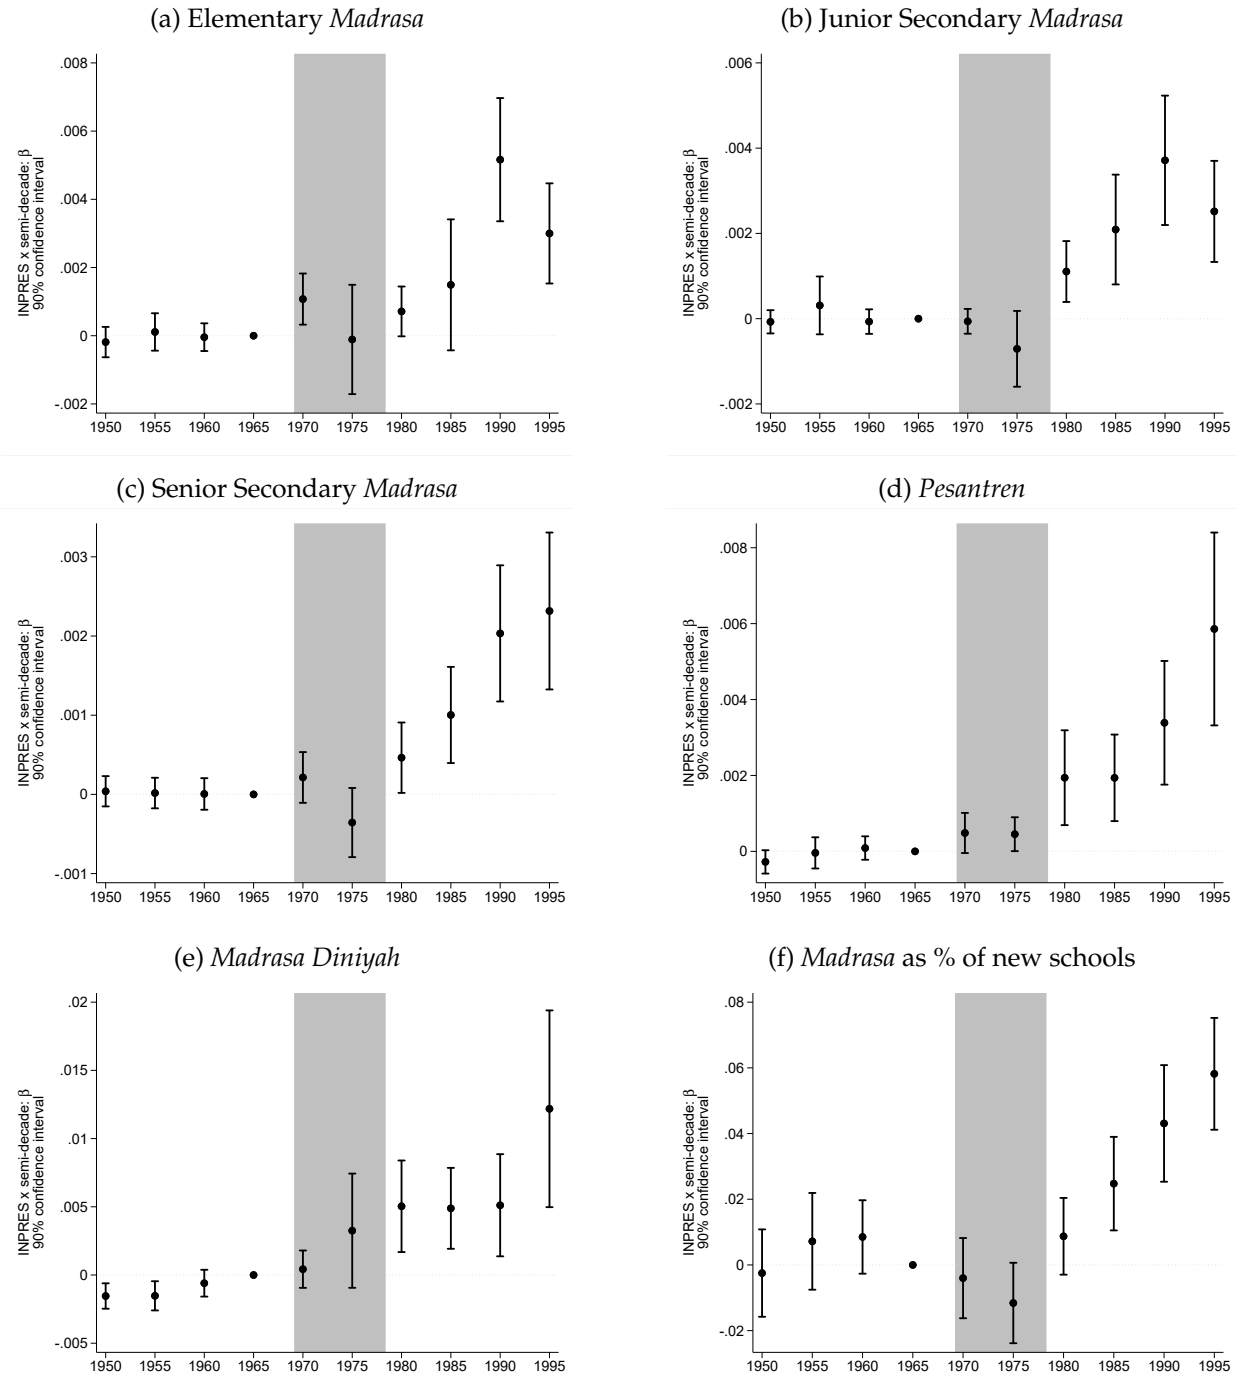 (a) Elementary Madrasa
INPRES x semi-decade: β
90% confidence interval
.008
.006
.004
.002
0
-.002
1950 1955 1960 1965 1970 1975 1980 1985 1990 1995
(b) Junior Secondary Madrasa
INPRES x semi-decade: β
90% confidence interval
.006
.004
.002
0
-.002
1950 1955 1960 1965 1970 1975 1980 1985 1990 1995
(c) Senior Secondary Madrasa
INPRES x semi-decade: β
90% confidence interval
.003
.002
.001
0
-.001
1950 1955 1960 1965 1970 1975 1980 1985 1990 1995
(d) Pesantren
INPRES x semi-decade: β
90% confidence interval
.008
.006
.004
.002
0
1950 1955 1960 1965 1970 1975 1980 1985 1990 1995
(e) Madrasa Diniyah
INPRES x semi-decade: β
90% confidence interval
.02
.015
.01
.005
0
-.005
1950 1955 1960 1965 1970 1975 1980 1985 1990 1995
(f) Madrasa as % of new schools
INPRES x semi-decade: β
90% confidence interval
.08
.06
.04
.02
0
-.02
1950 1955 1960 1965 1970 1975 1980 1985 1990 1995